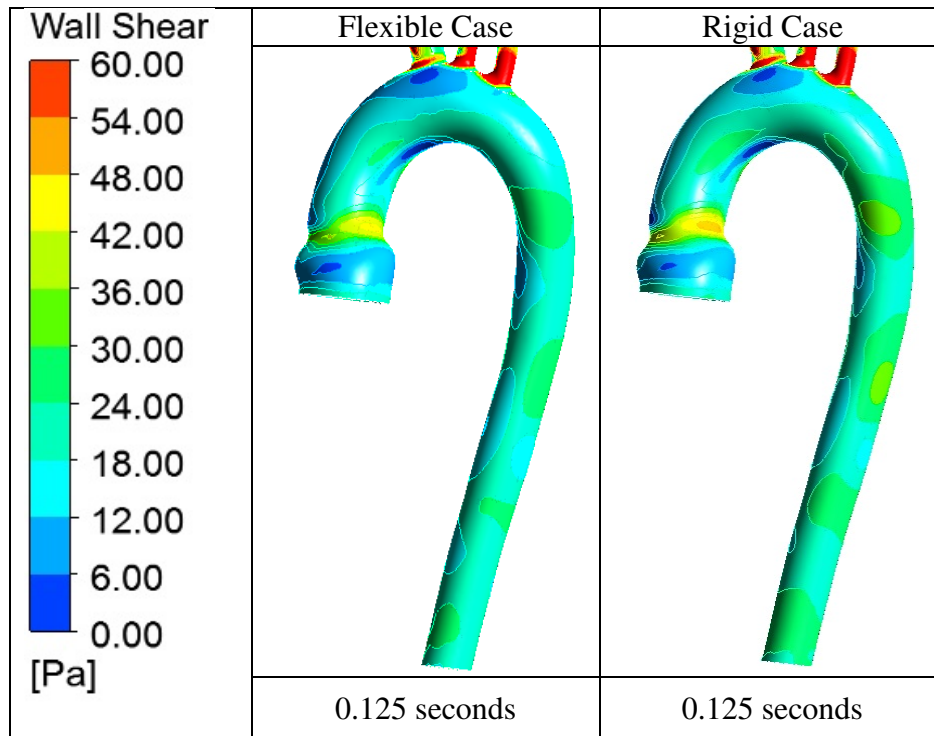 Wall Shear
60.00
54.00
48.00
42.00
36.00
30.00
24.00
18.00
12.00
6.00
0.00
[Pa]
Flexible Case
Rigid Case
0.125 seconds
0.125 seconds